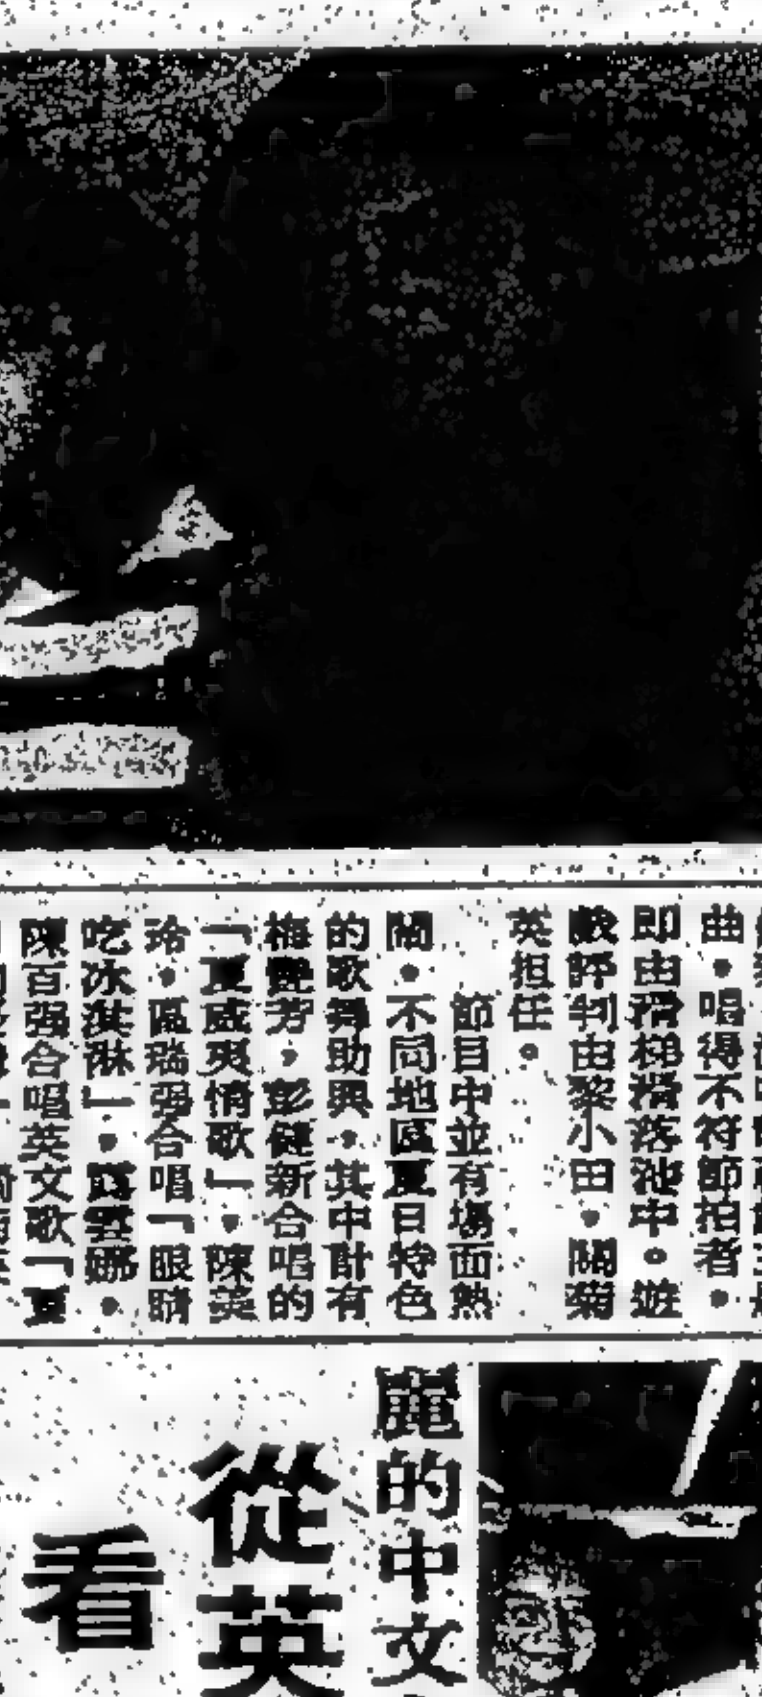 曲・唱得不符節拍者・
即由滑梯滑落池中。遊
戲評判由黎小田・關菊
英担任。
節目中並有場面熱
鬧・不同地區夏日特色
的歌舞助興・其中計有
梅艷芳，彭健新合唱的
「夏威夷情歌」・陳美
玲・區瑞强合唱「眼睛
吃冰淇淋」・露雲娜・
陳百强合唱英文歌「夏
麗的中文
從英
看